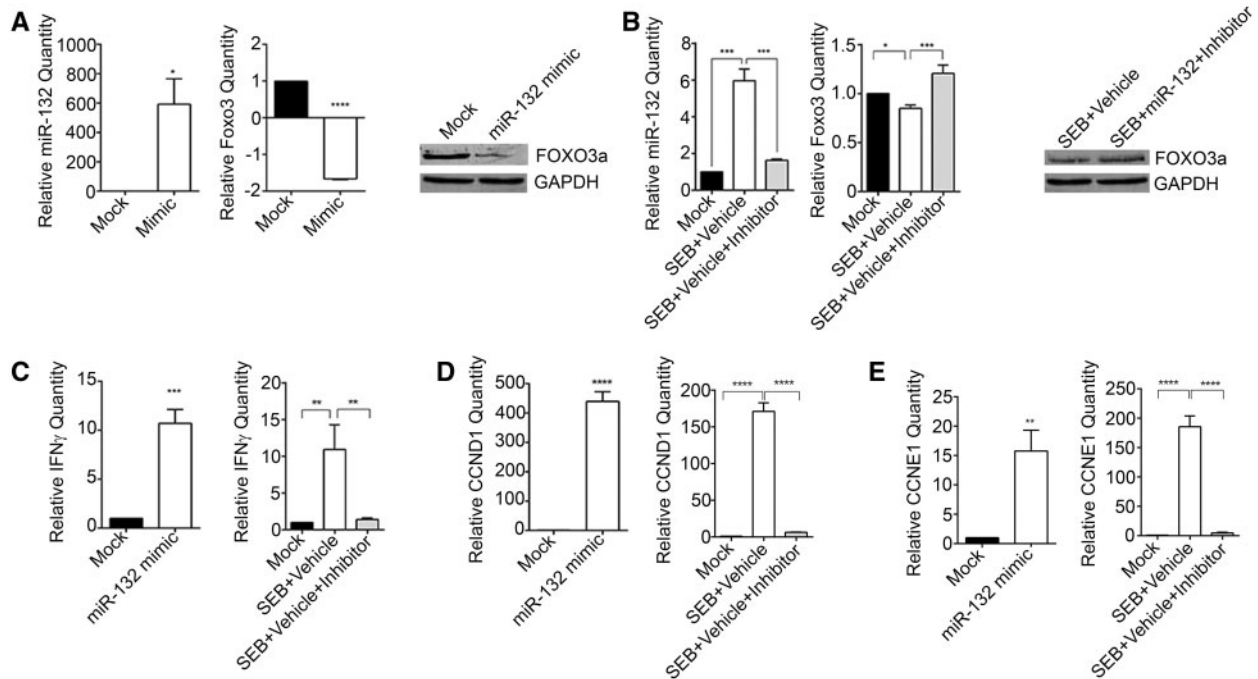 A
Relative miR-132 Quantity
1000
800
600
400
200
0
*
Mock
Mimic
Relative Foxo3 Quantity
2
1
0
-1
-2
****
Mock
Mimic
Mock
miR-132 mimic
FOXO3a
GAPDH
B
Relative miR-132 Quantity
8
6
4
2
0
*** ***
Mock
SEB+Vehicle
SEB+Vehicle+Inhibitor
Relative Foxo3 Quantity
1.5
1.0
0.5
0.0
* ***
Mock
SEB+Vehicle
SEB+Vehicle+Inhibitor
SEB+Vehicle
SEB+miR-132+Inhibitor
FOXO3a
GAPDH
C
Relative IFNγ Quantity
15
10
5
0
***
Mock
miR-132 mimic
Relative IFNγ Quantity
20
15
10
5
0
** **
Mock
SEB+Vehicle
SEB+Vehicle+Inhibitor
D
Relative CCND1 Quantity
500
400
300
200
100
0
****
Mock
miR-132 mimic
Relative CCND1 Quantity
200
150
100
50
0
**** ****
Mock
SEB+Vehicle
SEB+Vehicle+Inhibitor
E
Relative CCNE1 Quantity
25
20
15
10
5
0
**
Mock
miR-132 mimic
Relative CCNE1 Quantity
250
200
150
100
50
0
**** ****
Mock
SEB+Vehicle
SEB+Vehicle+Inhibitor